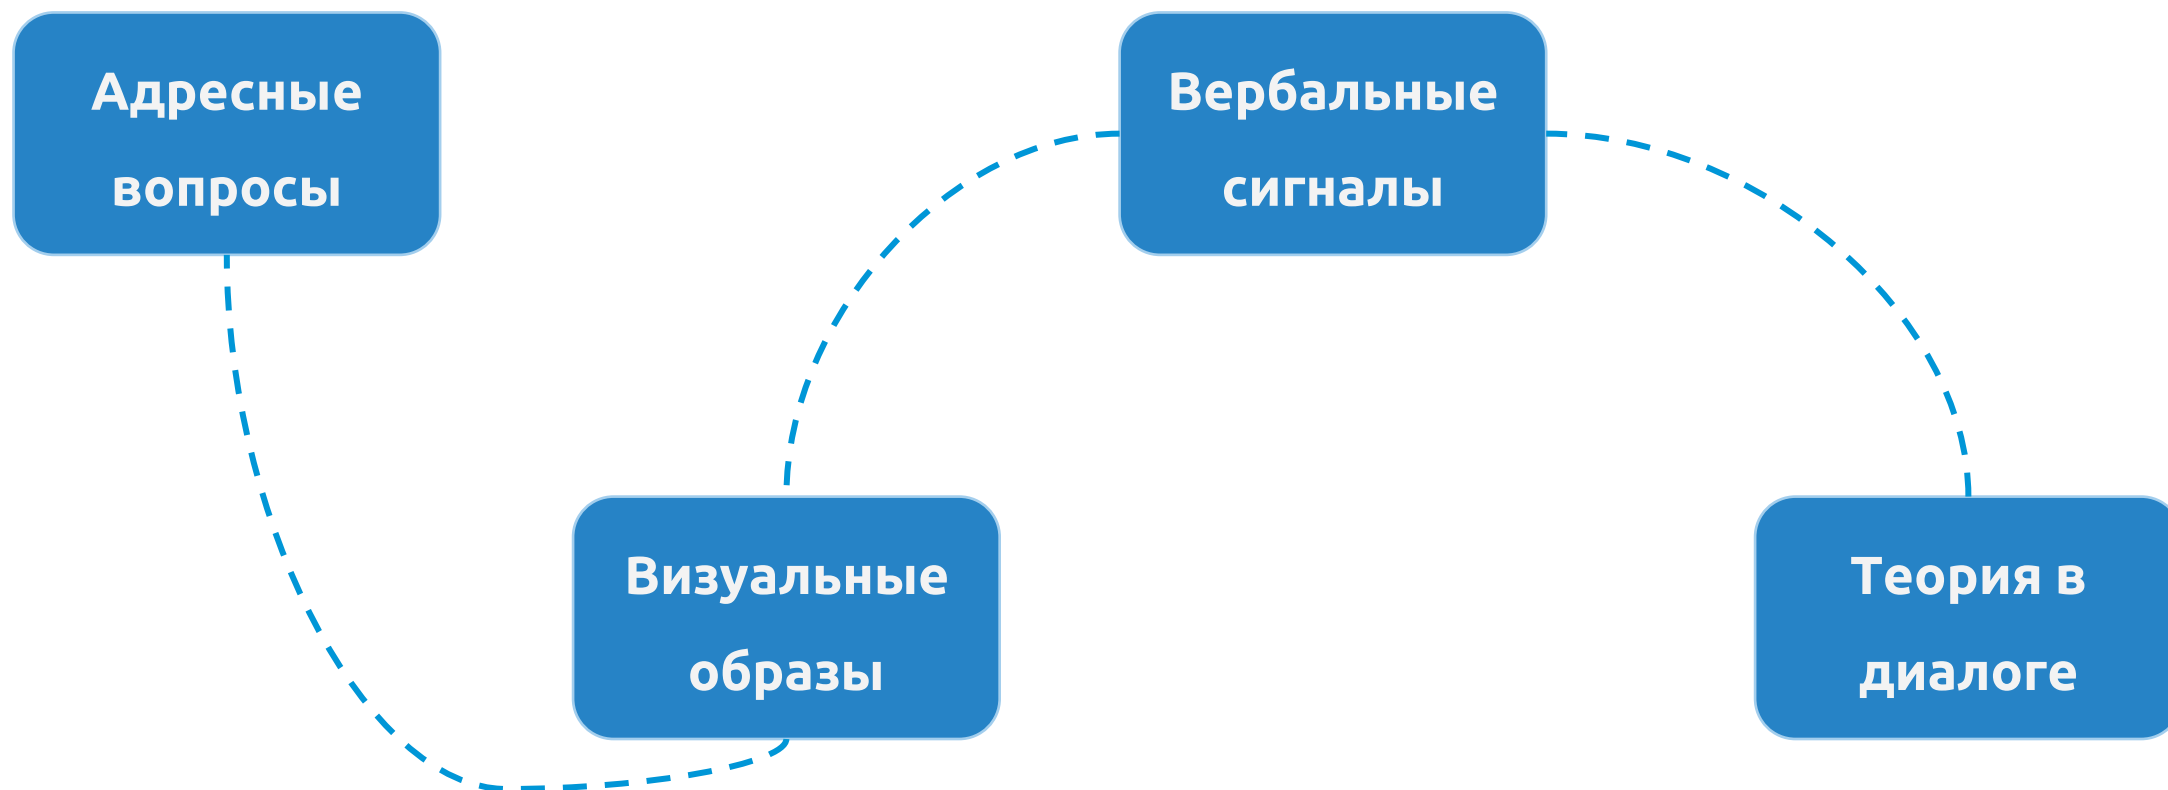 Адресные
вопросы
Вербальные
сигналы
Визуальные
образы
Теория в
диалоге